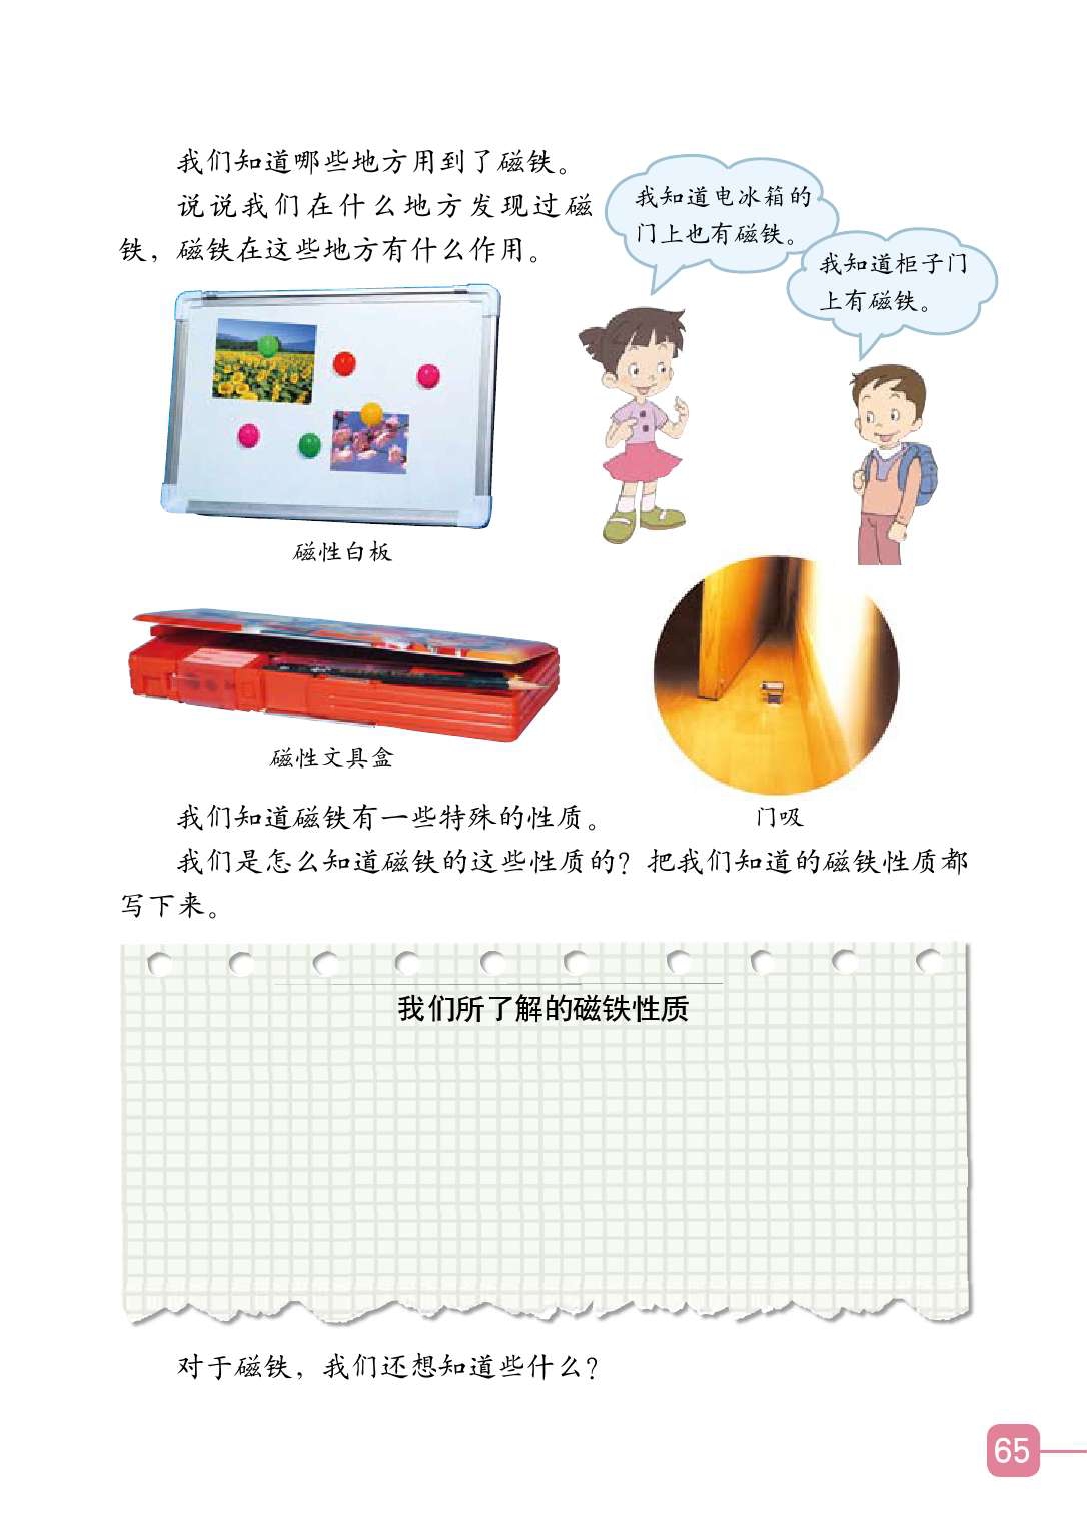 我们知道哪些地方用到了磁铁。
说说我们在什么地方发现过磁
铁，磁铁在这些地方有什么作用。
我知道电冰箱的
门上也有磁铁。
我知道柜子门
上有磁铁。
磁性白板
磁性文具盒
门吸
我们知道磁铁有一些特殊的性质。
我们是怎么知道磁铁的这些性质的？把我们知道的磁铁性质都
写下来。
我们所了解的磁铁性质
对于磁铁，我们还想知道些什么？
65